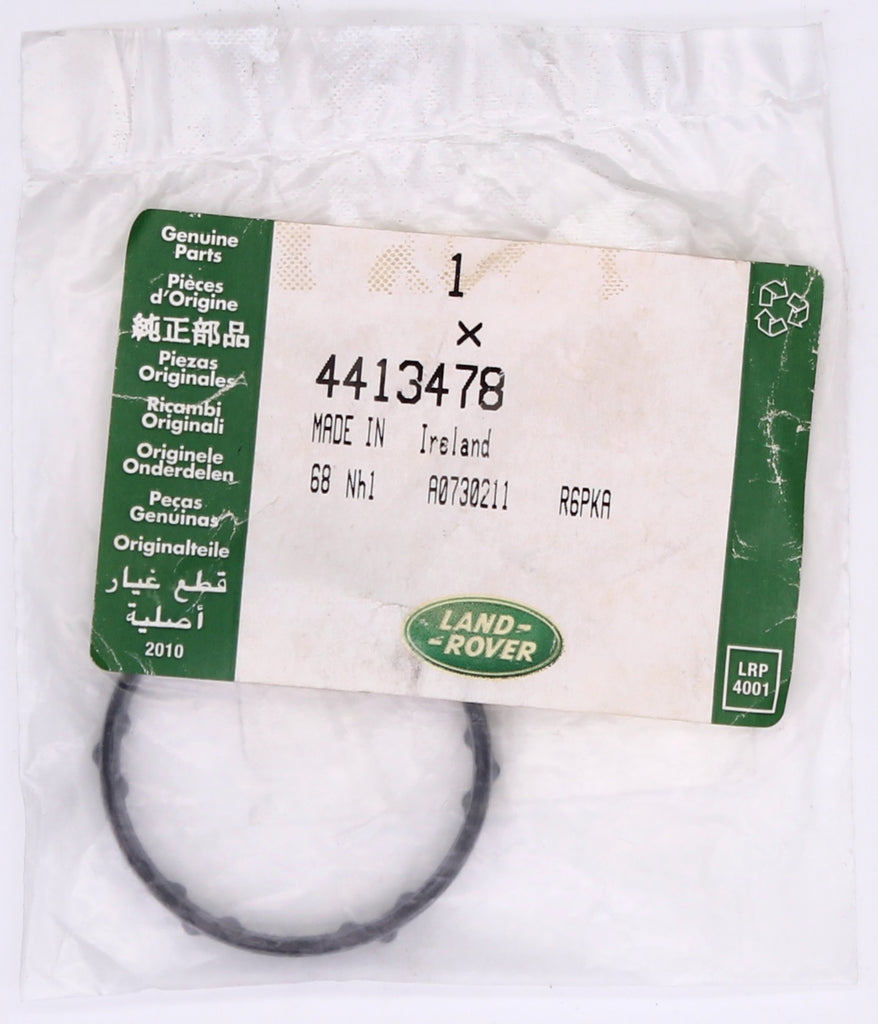 Genuine
Parts
Pièces
d'Origine
純正部品
Piezas
Originales
Ricambi
Originali
Originele
Onderdelen
Peças
Genuinas
Originalteile
قطع غيار
أصلية
2010
1
×
4413478
MADE IN Ireland
68 Nh1 A0730211 R6PKA
LAND-
-ROVER
LRP
4001